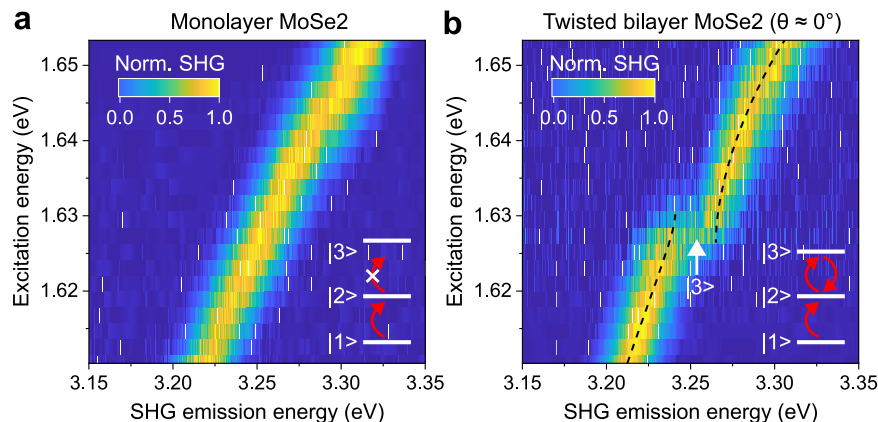 a
Monolayer MoSe2
Norm. SHG
0.0 0.5 1.0
Excitation energy (eV)
1.65
1.64
1.63
1.62
|3>
|2>
|1>
3.15 3.20 3.25 3.30 3.35
SHG emission energy (eV)
b
Twisted bilayer MoSe2 (θ ≈ 0°)
Norm. SHG
0.0 0.5 1.0
Excitation energy (eV)
1.65
1.64
1.63
1.62
|3>
|3>
|2>
|1>
3.15 3.20 3.25 3.30 3.35
SHG emission energy (eV)